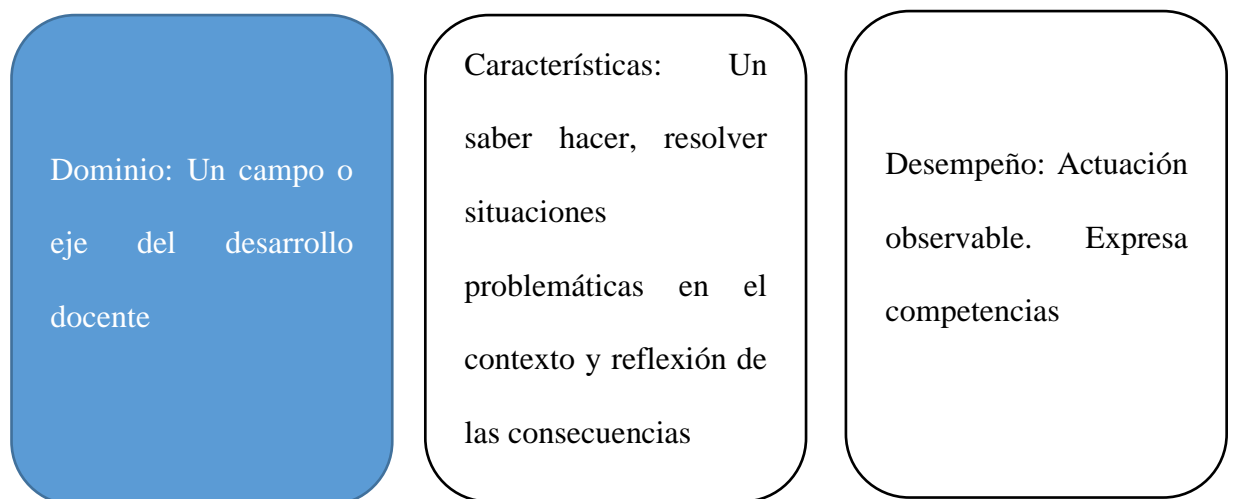 Dominio: Un campo o
eje del desarrollo
docente
Características: Un
saber hacer, resolver
situaciones
problemáticas en el
contexto y reflexión de
las consecuencias
Desempeño: Actuación
observable. Expresa
competencias